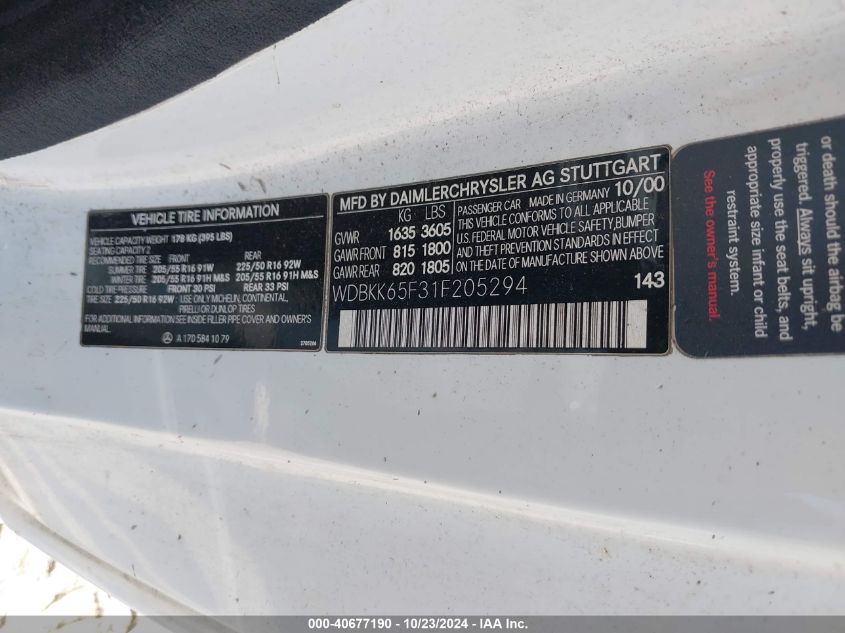 VEHICLE TIRE INFORMATION
VEHICLE CAPACITY WEIGHT 178 KG (395 LBS)
SEATING CAPACITY 2
RECOMMENDED TIRE SIZE FRONT REAR
SUMMER TIRE 205/55 R16 91W 225/50 R16 92W
WINTER TIRE 205/55 R16 91H M&S 205/55 R16 91H M&S
COLD TIRE PRESSURE FRONT 30 PSI REAR 33 PSI
TIRE SIZE 225/50 R16 92W : USE ONLY MICHELIN, CONTINENTAL,
PIRELLI OR DUNLOP TIRES
FOR ADDITIONAL INFORMATION SEE INSIDE FILLER PIPE COVER AND OWNER'S
MANUAL
A 170 584 10 79
MFD BY DAIMLERCHRYSLER AG STUTTGART
KG LBS
GVWR 1635 3605
GAWR FRONT 815 1800
GAWR REAR 820 1805
PASSENGER CAR MADE IN GERMANY 10/00
THIS VEHICLE CONFORMS TO ALL APPLICABLE
U.S. FEDERAL MOTOR VEHICLE SAFETY, BUMPER
AND THEFT PREVENTION STANDARDS IN EFFECT
ON THE DATE OF MANUFACTURE SHOWN ABOVE
WDBKK65F31F205294
143
or death should the airbag be
triggered. Always sit upright,
properly use the seat belts, and
appropriate size infant or child
restraint system.
See the owner's manual.
000-40677190 - 10/23/2024 - IAA Inc.